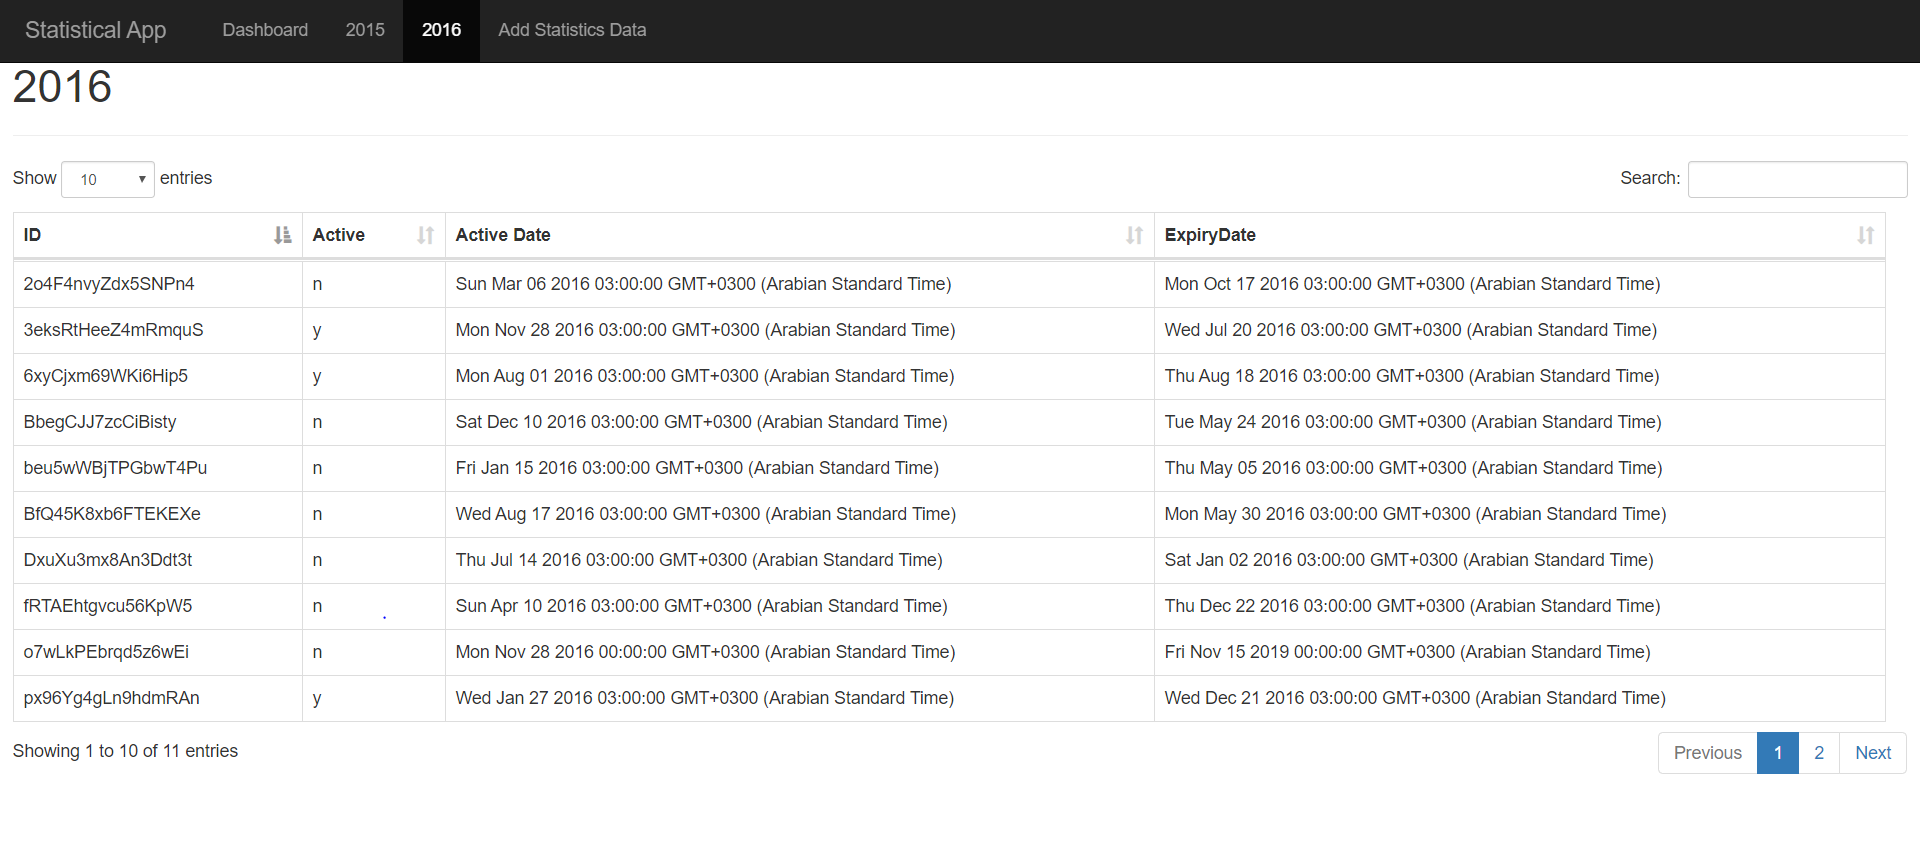 Statistical App Dashboard 2015 2016 Add Statistics Data
2016
Show 10 entries Search:
ID Active Active Date ExpiryDate
2o4F4nvyZdx5SNPn4 n Sun Mar 06 2016 03:00:00 GMT+0300 (Arabian Standard Time) Mon Oct 17 2016 03:00:00 GMT+0300 (Arabian Standard Time)
3eksRtHeeZ4mRmquS y Mon Nov 28 2016 03:00:00 GMT+0300 (Arabian Standard Time) Wed Jul 20 2016 03:00:00 GMT+0300 (Arabian Standard Time)
6xyCjxm69WKi6Hip5 y Mon Aug 01 2016 03:00:00 GMT+0300 (Arabian Standard Time) Thu Aug 18 2016 03:00:00 GMT+0300 (Arabian Standard Time)
BbegCJJ7zcCiBisty n Sat Dec 10 2016 03:00:00 GMT+0300 (Arabian Standard Time) Tue May 24 2016 03:00:00 GMT+0300 (Arabian Standard Time)
beu5wWBjTPGbwT4Pu n Fri Jan 15 2016 03:00:00 GMT+0300 (Arabian Standard Time) Thu May 05 2016 03:00:00 GMT+0300 (Arabian Standard Time)
BfQ45K8xb6FTEKEXe n Wed Aug 17 2016 03:00:00 GMT+0300 (Arabian Standard Time) Mon May 30 2016 03:00:00 GMT+0300 (Arabian Standard Time)
DxuXu3mx8An3Ddt3t n Thu Jul 14 2016 03:00:00 GMT+0300 (Arabian Standard Time) Sat Jan 02 2016 03:00:00 GMT+0300 (Arabian Standard Time)
fRTAEhtgvcu56KpW5 n Sun Apr 10 2016 03:00:00 GMT+0300 (Arabian Standard Time) Thu Dec 22 2016 03:00:00 GMT+0300 (Arabian Standard Time)
o7wLkPEbrqd5z6wEi n Mon Nov 28 2016 00:00:00 GMT+0300 (Arabian Standard Time) Fri Nov 15 2019 00:00:00 GMT+0300 (Arabian Standard Time)
px96Yg4gLn9hdmRAn y Wed Jan 27 2016 03:00:00 GMT+0300 (Arabian Standard Time) Wed Dec 21 2016 03:00:00 GMT+0300 (Arabian Standard Time)
Showing 1 to 10 of 11 entries Previous 1 2 Next